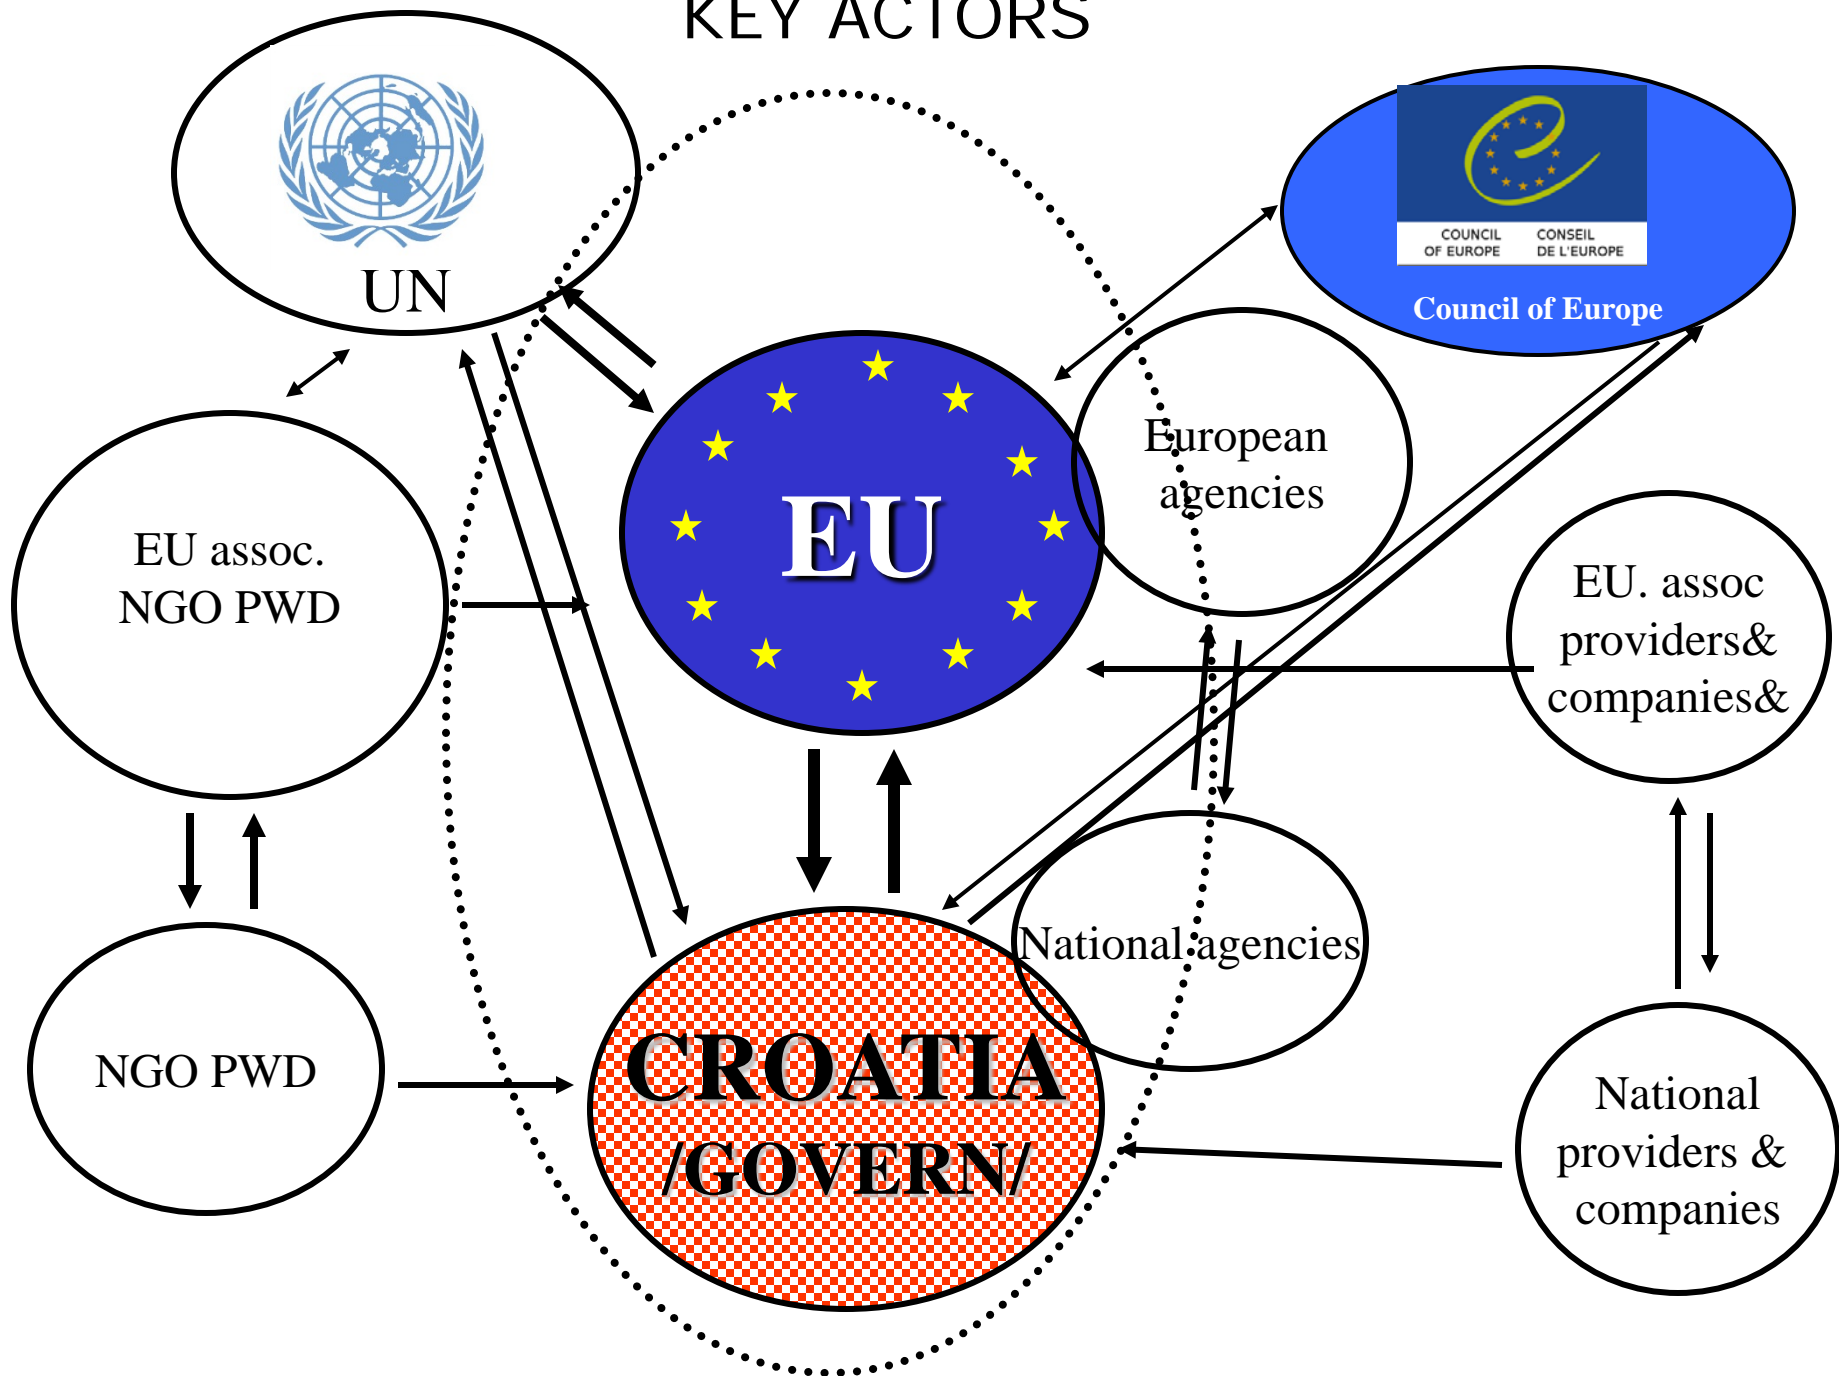 KEY ACTORS
UN
COUNCIL OF EUROPE
CONSEIL DE L'EUROPE
Council of Europe
European
agencies
EU
EU assoc.
NGO PWD
EU. assoc
providers&
companies&
National agencies
NGO PWD
CROATIA
/GOVERN/
National
providers &
companies